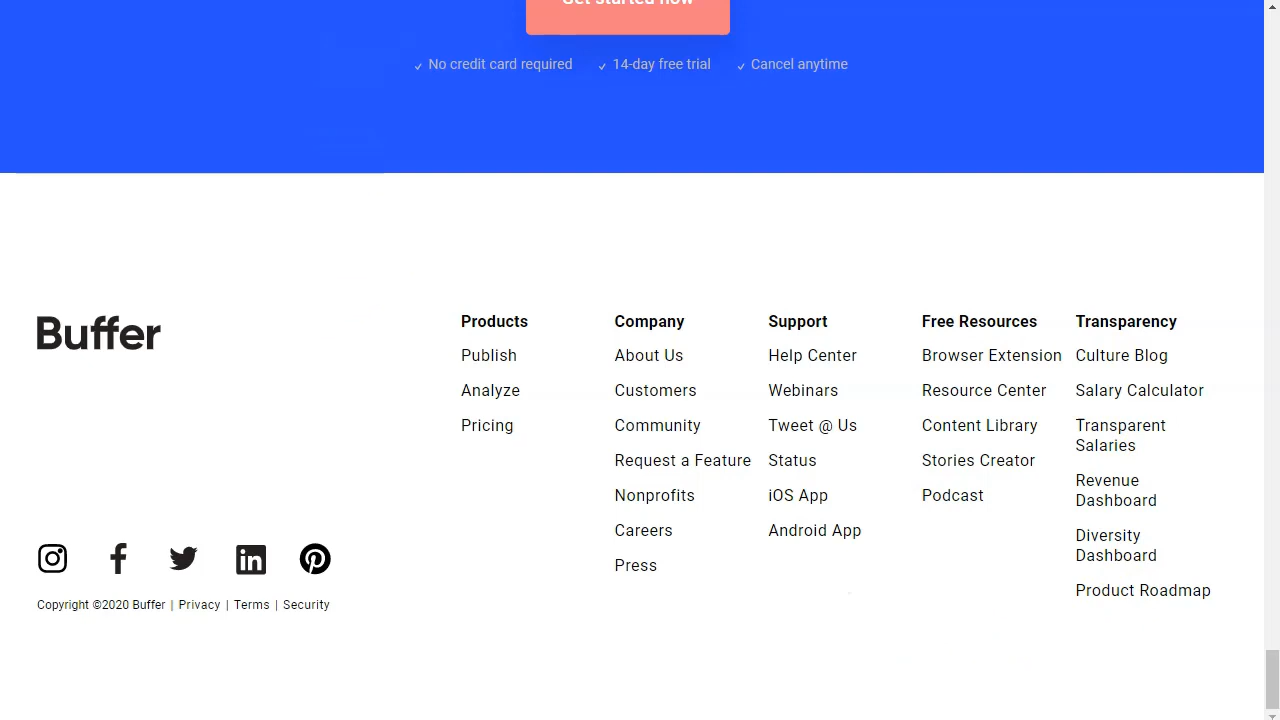 Get started now
No credit card required
14-day free trial
Cancel anytime
Buffer
Products
Publish
Analyze
Pricing
Company
About Us
Customers
Community
Request a Feature
Nonprofits
Careers
Press
Support
Help Center
Webinars
Tweet @ Us
Status
iOS App
Android App
Free Resources
Browser Extension
Resource Center
Content Library
Stories Creator
Podcast
Transparency
Culture Blog
Salary Calculator
Transparent
Salaries
Revenue
Dashboard
Diversity
Dashboard
Product Roadmap
Copyright ©2020 Buffer | Privacy | Terms | Security